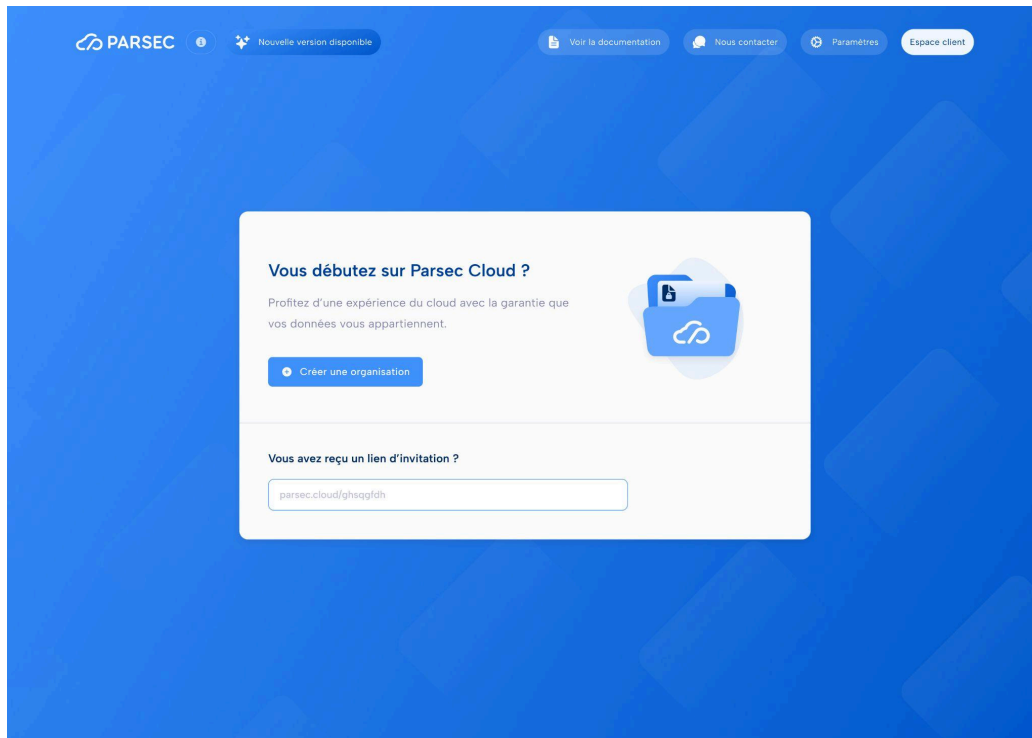 PARSEC
Nouvelle version disponible
Voir la documentation
Nous contacter
Paramètres
Espace client
Vous débutez sur Parsec Cloud ?
Profitez d'une expérience du cloud avec la garantie que
vos données vous appartiennent.
Créer une organisation
Vous avez reçu un lien d'invitation ?
parsec.cloud/ghsqgfdh